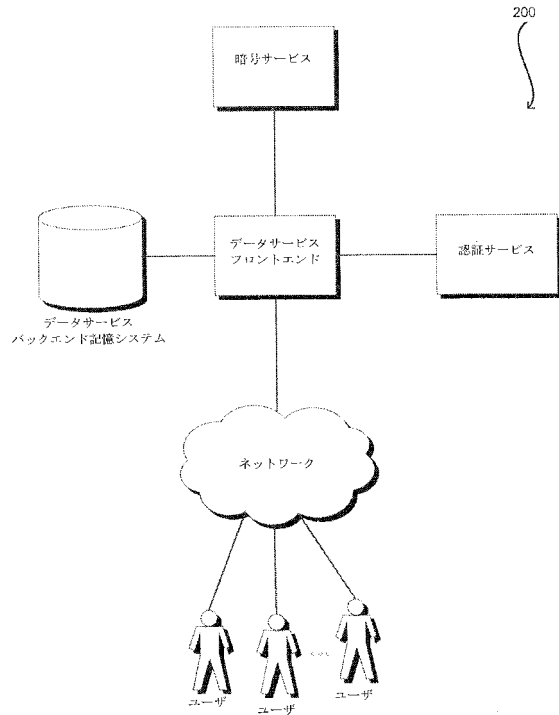 200
暗号サービス
データサービス
フロントエンド
認証サービス
データサービス
バックエンド記憶システム
ネットワーク
ユーザ
ユーザ
ユーザ